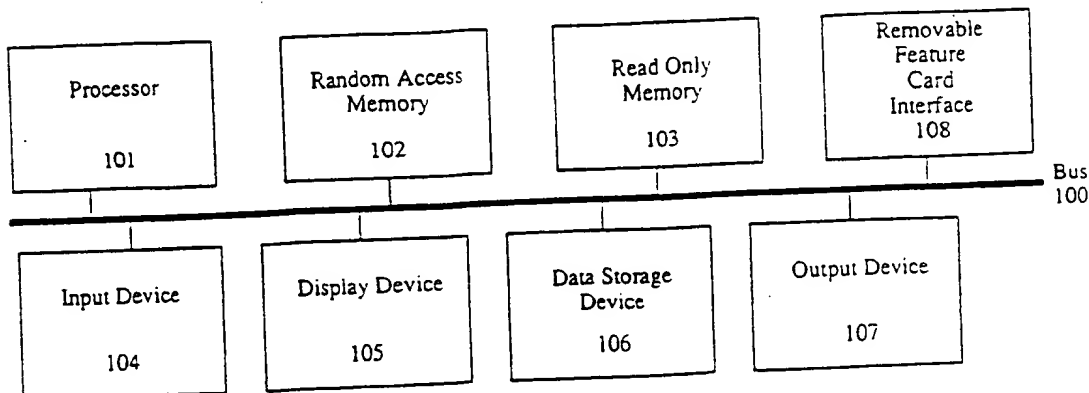 Processor
101
Random Access
Memory
102
Read Only
Memory
103
Removable
Feature
Card
Interface
108
Bus
100
Input Device
104
Display Device
105
Data Storage
Device
106
Output Device
107